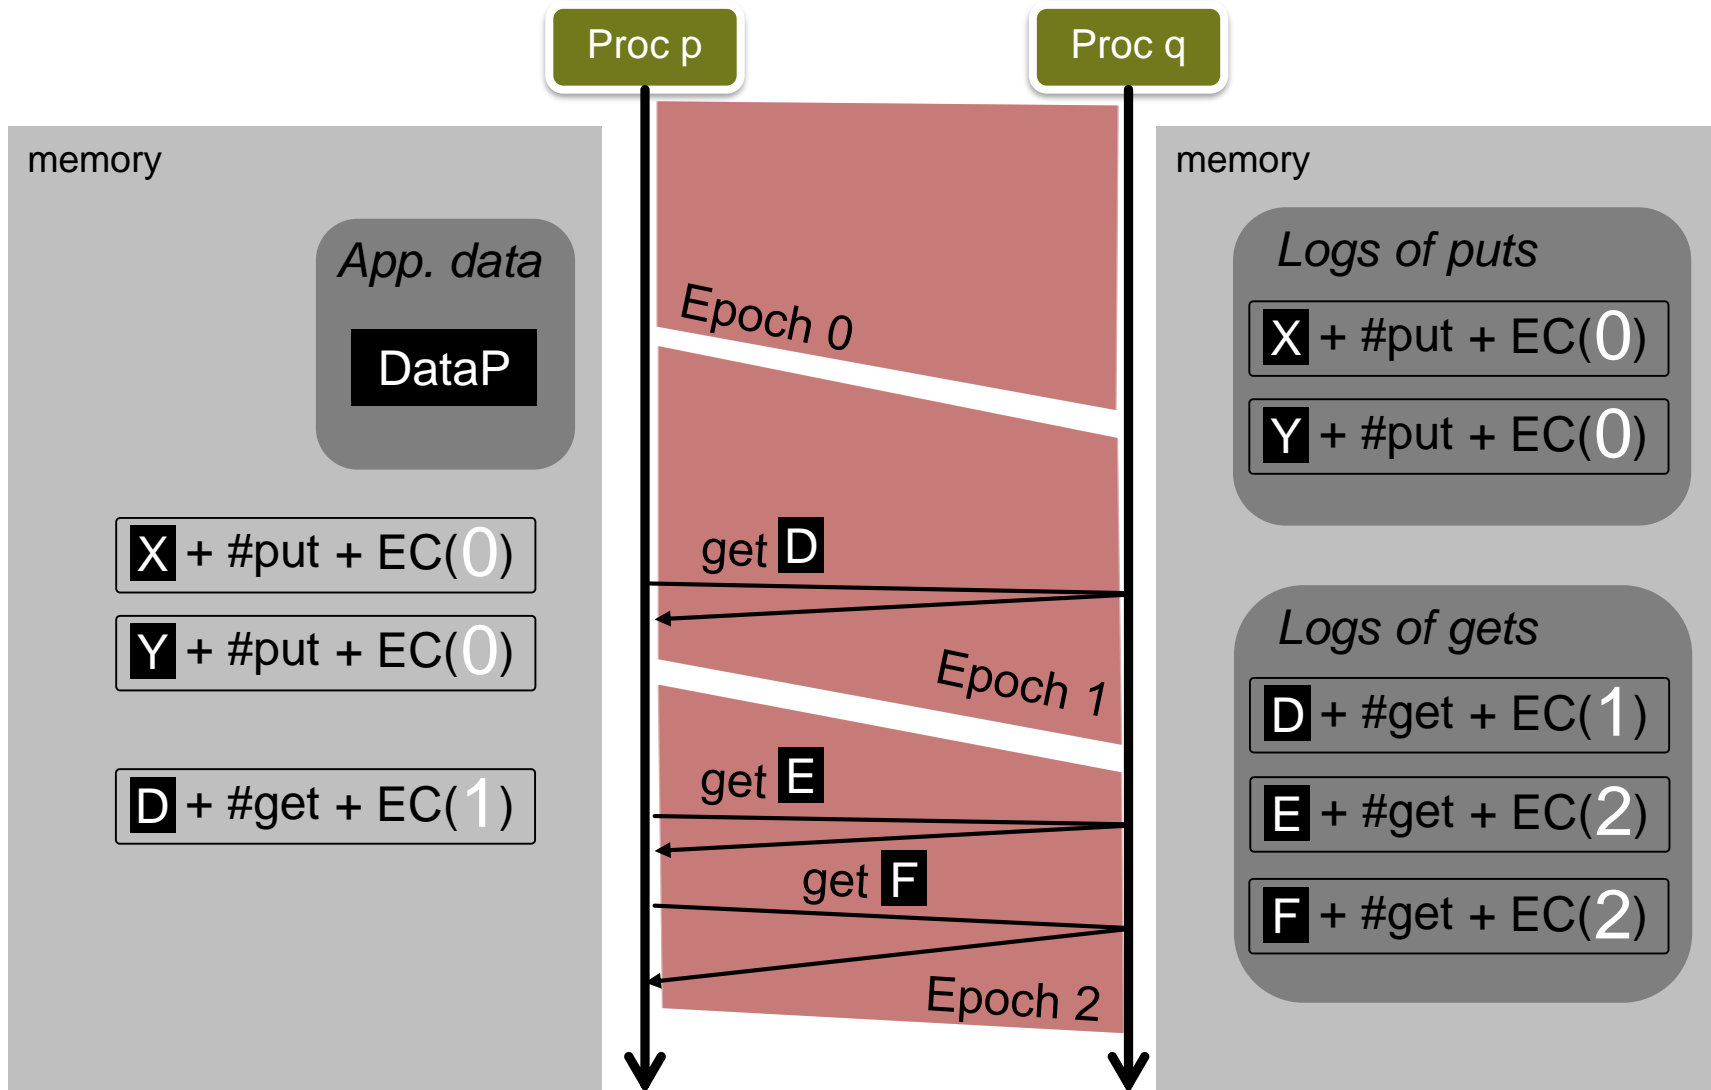 Proc p
Proc q
memory
App. data
DataP
X + #put + EC(0)
Y + #put + EC(0)
D + #get + EC(1)
Epoch 0
get D
Epoch 1
get E
get F
Epoch 2
memory
Logs of puts
X + #put + EC(0)
Y + #put + EC(0)
Logs of gets
D + #get + EC(1)
E + #get + EC(2)
F + #get + EC(2)